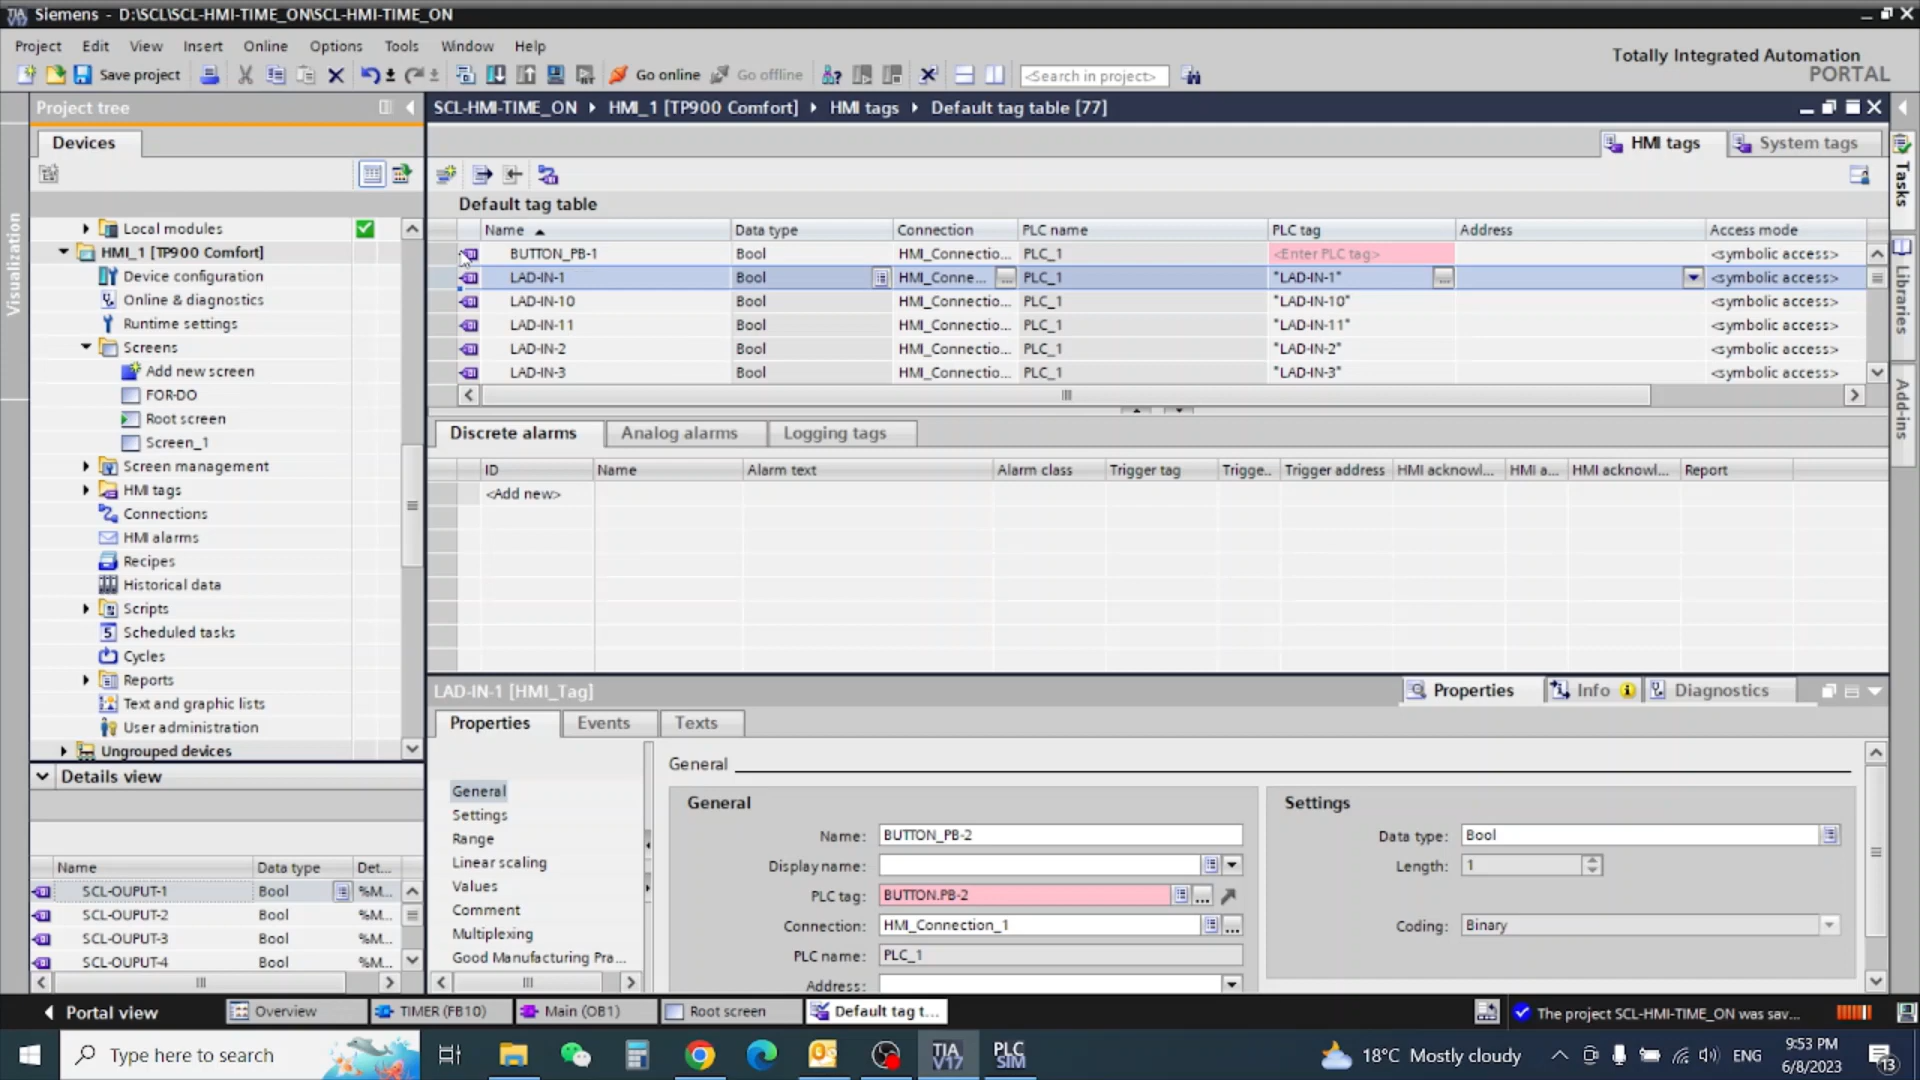 Siemens - D:\SCL\SCL-HMI-TIME_ON\SCL-HMI-TIME_ON
Project Edit View Insert Online Options Tools Window Help
Totally Integrated Automation
PORTAL
Save project Go online Go offline <Search in project>
Project tree
SCL-HMI-TIME_ON HMI_1 [TP900 Comfort] HMI tags Default tag table [77]
Devices
HMI tags System tags
Visualization
Tasks
Libraries
Add-ins
Default tag table
Name Data type Connection PLC name PLC tag Address Access mode
BUTTON_PB-1 Bool HMI_Connectio... PLC_1 <Enter PLC tag> <symbolic access>
LAD-IN-1 Bool HMI_Conne... ... PLC_1 "LAD-IN-1" ...
LAD-IN-10 Bool HMI_Connectio... PLC_1 "LAD-IN-10" <symbolic access>
LAD-IN-11 Bool HMI_Connectio... PLC_1 "LAD-IN-11" <symbolic access>
LAD-IN-2 Bool HMI_Connectio... PLC_1 "LAD-IN-2" <symbolic access>
LAD-IN-3 Bool HMI_Connectio... PLC_1 "LAD-IN-3" <symbolic access>
Local modules
HMI_1 [TP900 Comfort]
Device configuration
Online & diagnostics
Runtime settings
Screens
Add new screen
FOR-DO
Root screen
Screen_1
Screen management
HMI tags
Connections
HMI alarms
Recipes
Historical data
Scripts
Scheduled tasks
Cycles
Reports
Text and graphic lists
User administration
Ungrouped devices
Discrete alarms Analog alarms Logging tags
ID Name Alarm text Alarm class Trigger tag Trigge.. Trigger address HMI acknowl... HMI a... HMI acknowl... Report
<Add new>
LAD-IN-1 [HMI_Tag]
Properties Info Diagnostics
Properties Events Texts
General
Settings
Range
Linear scaling
Values
Comment
Multiplexing
Good Manufacturing Pra...
General
General
Name: BUTTON_PB-2
Display name:
PLC tag: BUTTON.PB-2 ...
Connection: HMI_Connection_1 ...
PLC name: PLC_1
Address:
Settings
Data type: Bool
Length: 1
Coding: Binary
Details view
Name Data type Det...
SCL-OUPUT-1 Bool %M...
SCL-OUPUT-2 Bool %M...
SCL-OUPUT-3 Bool %M...
SCL-OUPUT-4 Bool %M...
Portal view Overview TIMER (FB10) Main (OB1) Root screen Default tag t... The project SCL-HMI-TIME_ON was sav...
Type here to search
TIA V17
PLC SIM
18°C Mostly cloudy ENG
9:53 PM
6/8/2023
13